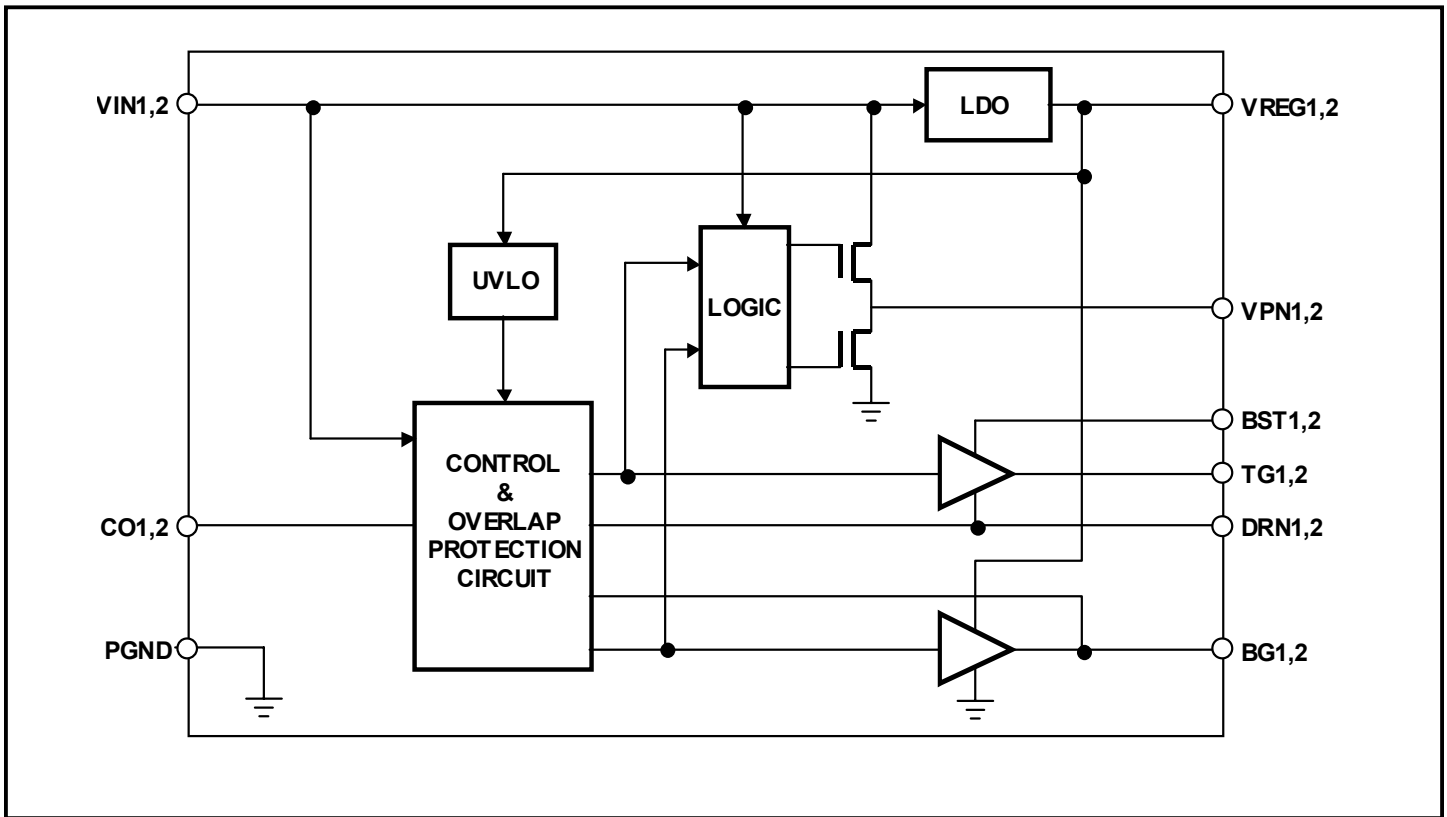 VIN1,2
LDO
VREG1,2
UVLO
LOGIC
VPN1,2
BST1,2
CONTROL
&
OVERLAP
PROTECTION
CIRCUIT
TG1,2
CO1,2
DRN1,2
PGND
BG1,2